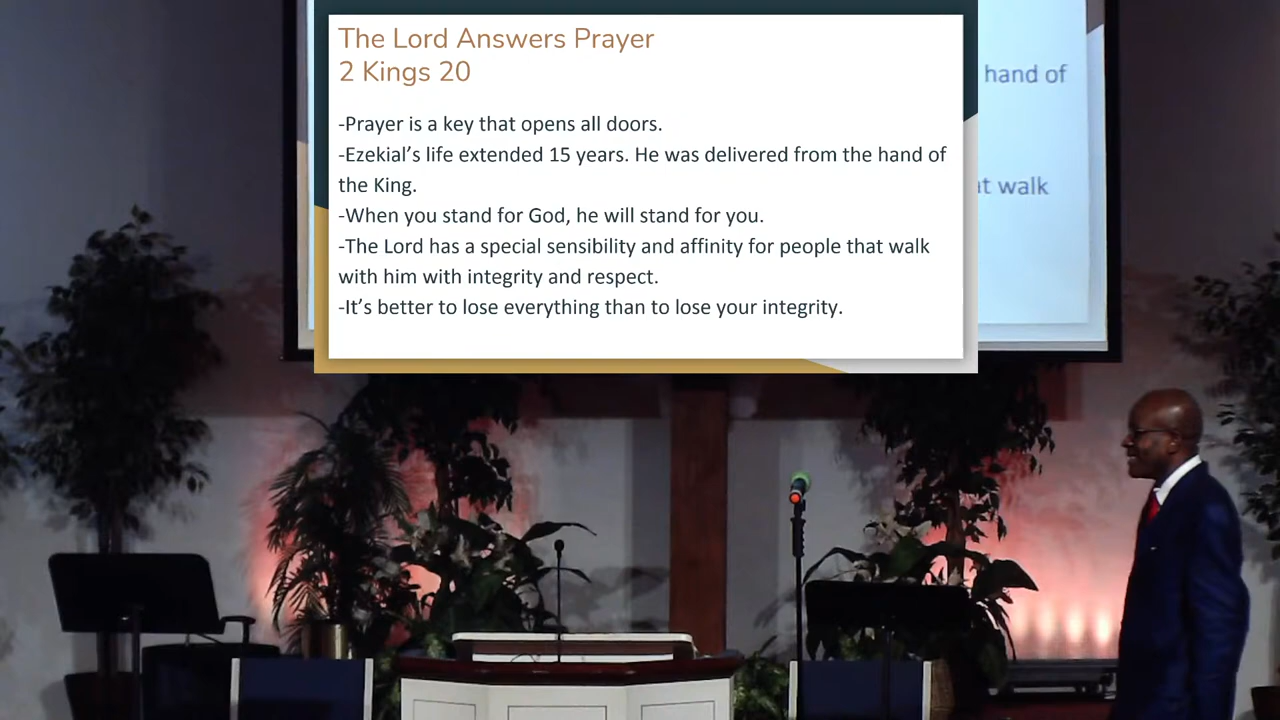 The Lord Answers Prayer
2 Kings 20
-Prayer is a key that opens all doors.
-Ezekial's life extended 15 years. He was delivered from the hand of
the King.
-When you stand for God, he will stand for you.
-The Lord has a special sensibility and affinity for people that walk
with him with integrity and respect.
-It's better to lose everything than to lose your integrity.
hand of
at walk